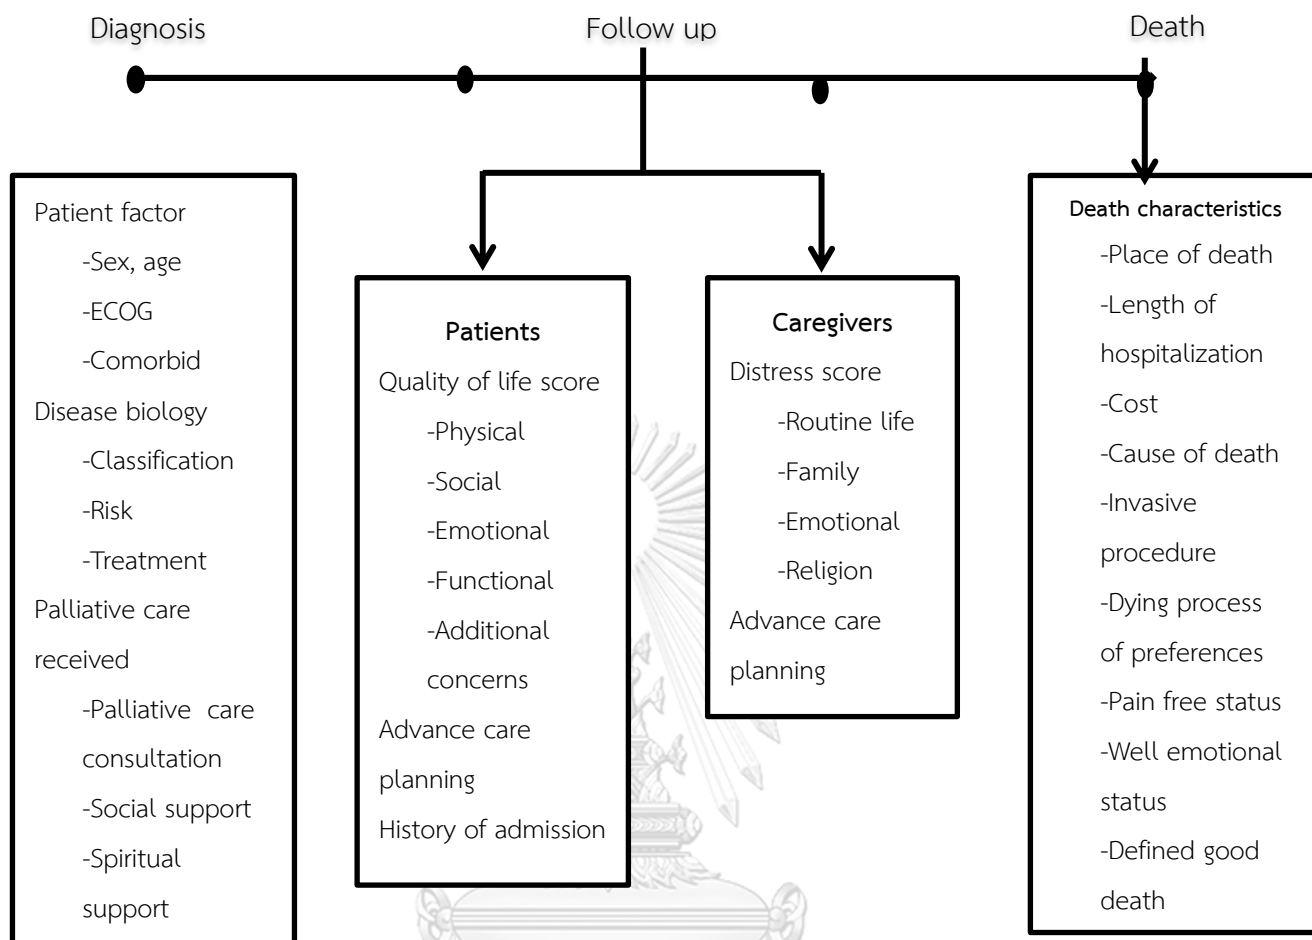 Diagnosis
Follow up
Death
Patient factor
-Sex, age
-ECOG
-Comorbid
Disease biology
-Classification
-Risk
-Treatment
Palliative care
received
-Palliative care
consultation
-Social support
-Spiritual
support
Patients
Quality of life score
-Physical
-Social
-Emotional
-Functional
-Additional
concerns
Advance care
planning
History of admission
Caregivers
Distress score
-Routine life
-Family
-Emotional
-Religion
Advance care
planning
Death characteristics
-Place of death
-Length of
hospitalization
-Cost
-Cause of death
-Invasive
procedure
-Dying process
of preferences
-Pain free status
-Well emotional
status
-Defined good
death